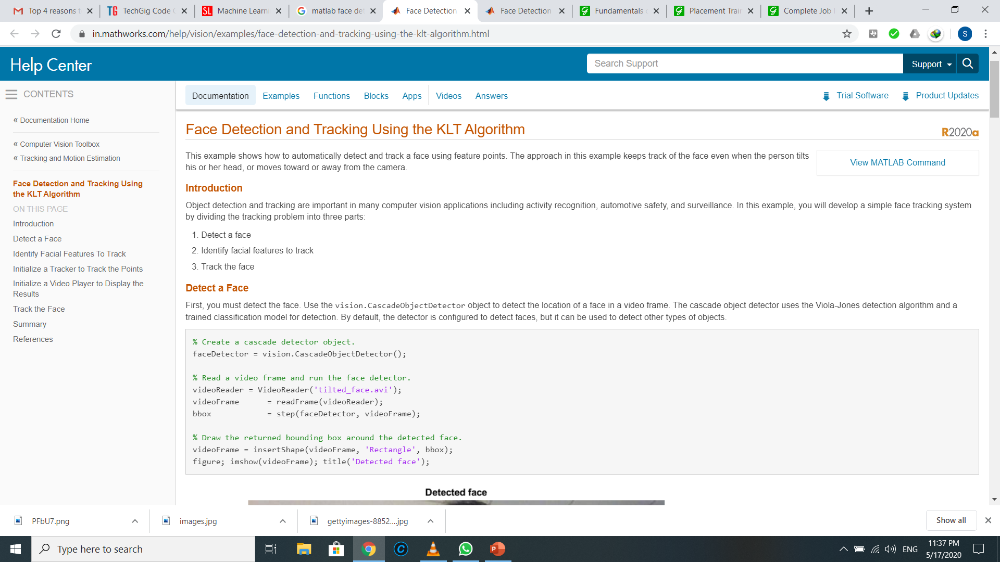 Top 4 reasons t
TechGig Code C
Machine Learni
matlab face det
Face Detection
Face Detection
Fundamentals o
Placement Train
Complete Job
in.mathworks.com/help/vision/examples/face-detection-and-tracking-using-the-klt-algorithm.html
S
Help Center
Search Support
Support
CONTENTS
Documentation
Examples
Functions
Blocks
Apps
Videos
Answers
Trial Software
Product Updates
« Documentation Home
« Computer Vision Toolbox
« Tracking and Motion Estimation
Face Detection and Tracking Using
the KLT Algorithm
ON THIS PAGE
Introduction
Detect a Face
Identify Facial Features To Track
Initialize a Tracker to Track the Points
Initialize a Video Player to Display the
Results
Track the Face
Summary
References
Face Detection and Tracking Using the KLT Algorithm
R2020a
This example shows how to automatically detect and track a face using feature points. The approach in this example keeps track of the face even when the person tilts
his or her head, or moves toward or away from the camera.
View MATLAB Command
Introduction
Object detection and tracking are important in many computer vision applications including activity recognition, automotive safety, and surveillance. In this example, you will develop a simple face tracking system
by dividing the tracking problem into three parts:
1. Detect a face
2. Identify facial features to track
3. Track the face
Detect a Face
First, you must detect the face. Use the vision.CascadeObjectDetector object to detect the location of a face in a video frame. The cascade object detector uses the Viola-Jones detection algorithm and a
trained classification model for detection. By default, the detector is configured to detect faces, but it can be used to detect other types of objects.
% Create a cascade detector object.
faceDetector = vision.CascadeObjectDetector();
% Read a video frame and run the face detector.
videoReader = VideoReader('tilted_face.avi');
videoFrame      = readFrame(videoReader);
bbox            = step(faceDetector, videoFrame);
% Draw the returned bounding box around the detected face.
videoFrame = insertShape(videoFrame, 'Rectangle', bbox);
figure; imshow(videoFrame); title('Detected face');
Detected face
PFbU7.png
images.jpg
gettyimages-8852....jpg
Show all
Type here to search
ENG
11:37 PM
5/17/2020